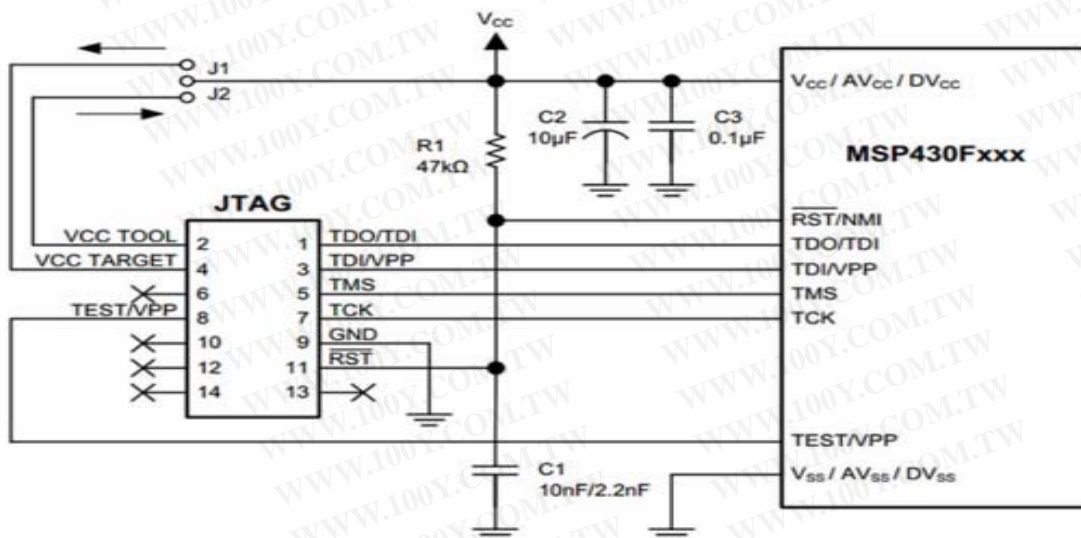 VCC
J1
J2
VCC / AVCC / DVCC
C2
10µF
C3
0.1µF
R1
47kΩ
MSP430Fxxx
JTAG
RST/NMI
VCC TOOL 2 1 TDO/TDI TDO/TDI
VCC TARGET 4 3 TDI/VPP TDI/VPP
6 5 TMS TMS
TEST/VPP 8 7 TCK TCK
10 9 GND
12 11 RST
14 13
TEST/VPP
C1
10nF/2.2nF
VSS / AVSS / DVSS
WWW.100Y.COM.TW